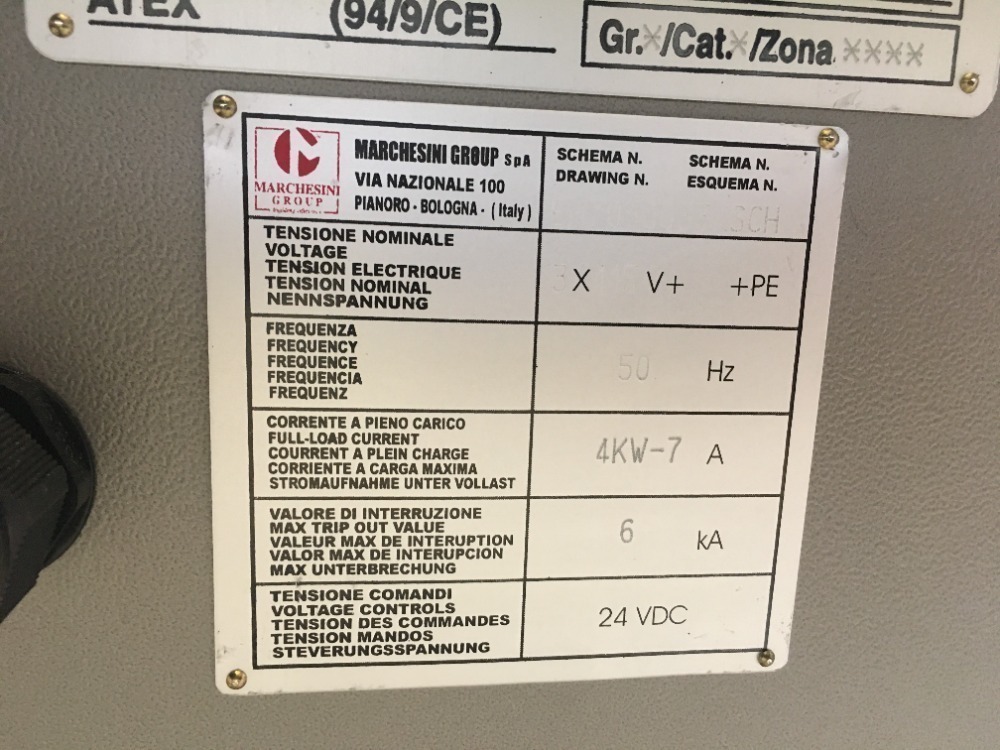 ATEX (94/9/CE)
Gr.*/Cat.*/Zona ****
MARCHESINI
GROUP
MARCHESINI GROUP SpA
VIA NAZIONALE 100
PIANORO - BOLOGNA - ( Italy )
SCHEMA N. SCHEMA N.
DRAWING N. ESQUEMA N.
SCH
TENSIONE NOMINALE
VOLTAGE
TENSION ELECTRIQUE
TENSION NOMINAL
NENNSPANNUNG
X V+ +PE
FREQUENZA
FREQUENCY
FREQUENCE
FREQUENCIA
FREQUENZ
50 Hz
CORRENTE A PIENO CARICO
FULL-LOAD CURRENT
COURRENT A PLEIN CHARGE
CORRIENTE A CARGA MAXIMA
STROMAUFNAHME UNTER VOLLAST
4KW-7 A
VALORE DI INTERRUZIONE
MAX TRIP OUT VALUE
VALEUR MAX DE INTERUPTION
VALOR MAX DE INTERUPCION
MAX UNTERBRECHUNG
6 kA
TENSIONE COMANDI
VOLTAGE CONTROLS
TENSION DES COMMANDES
TENSION MANDOS
STEVERUNGSSPANNUNG
24 VDC